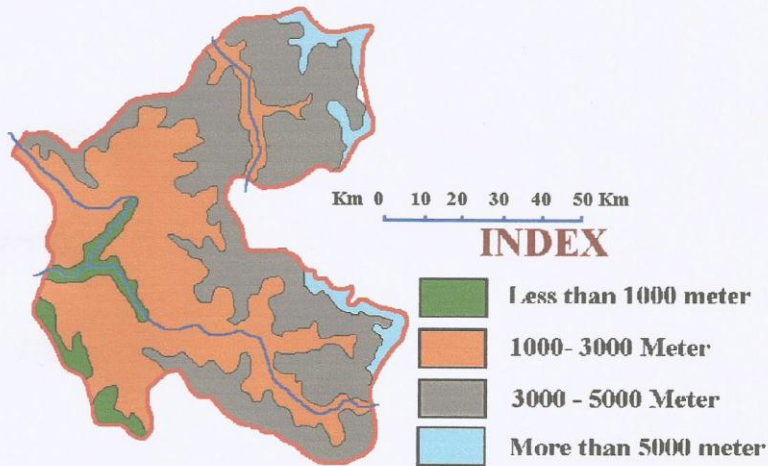 Km 0 10 20 30 40 50 Km
INDEX
Less than 1000 meter
1000- 3000 Meter
3000 - 5000 Meter
More than 5000 meter